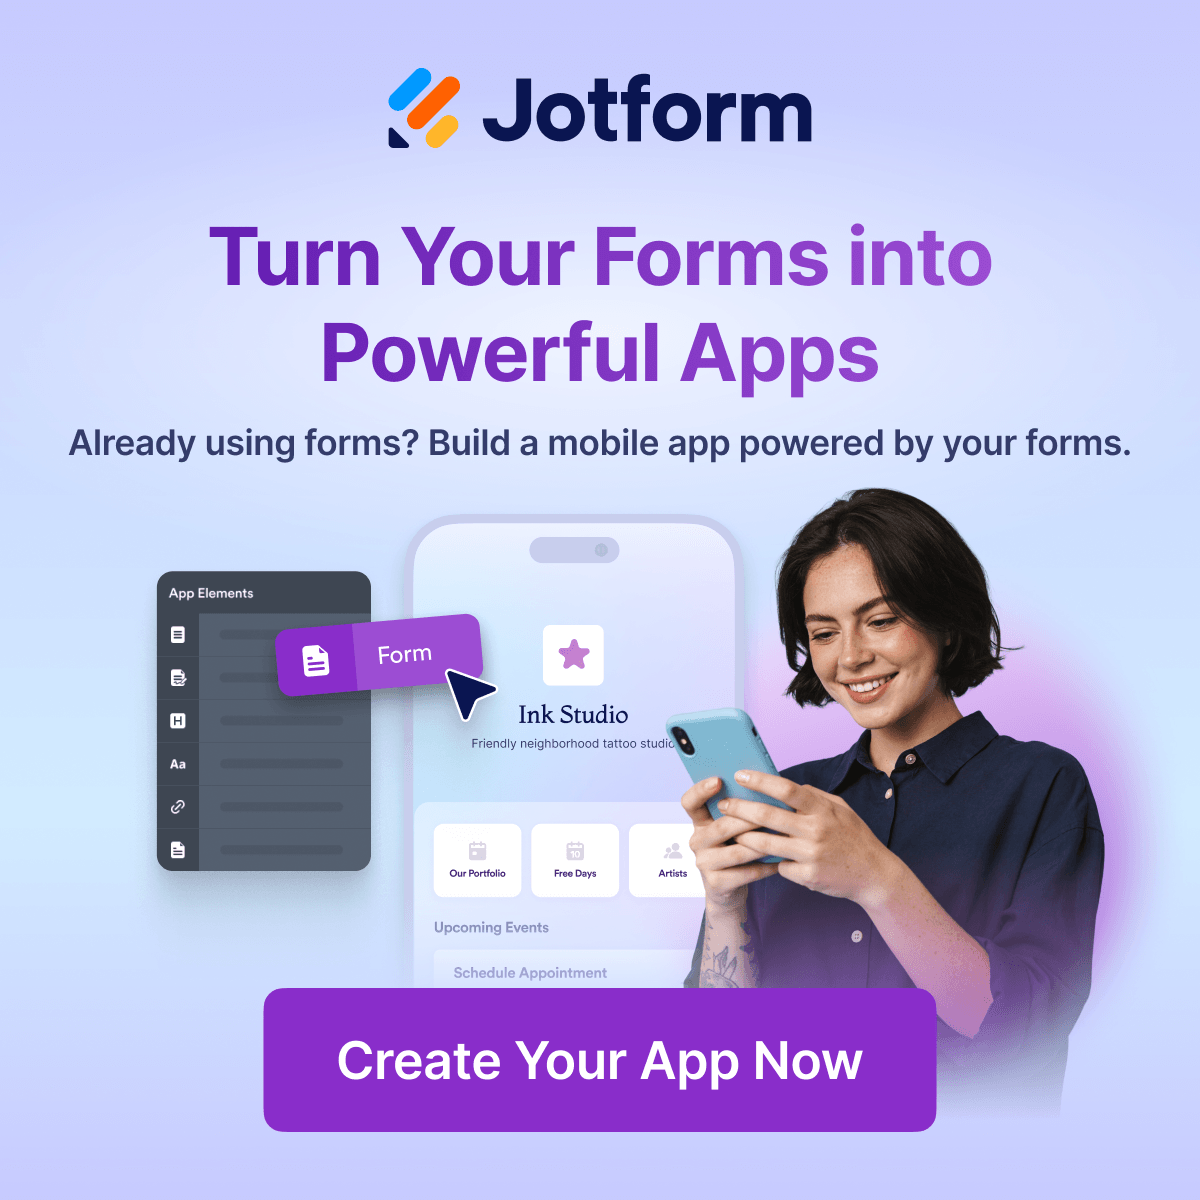 Jotform
Turn Your Forms into
Powerful Apps
Already using forms? Build a mobile app powered by your forms.
App Elements
H
Aa
Form
Ink Studio
Friendly neighborhood tattoo studio
10
Our Portfolio
Free Days
Artists
Upcoming Events
Schedule Appointment
Create Your App Now